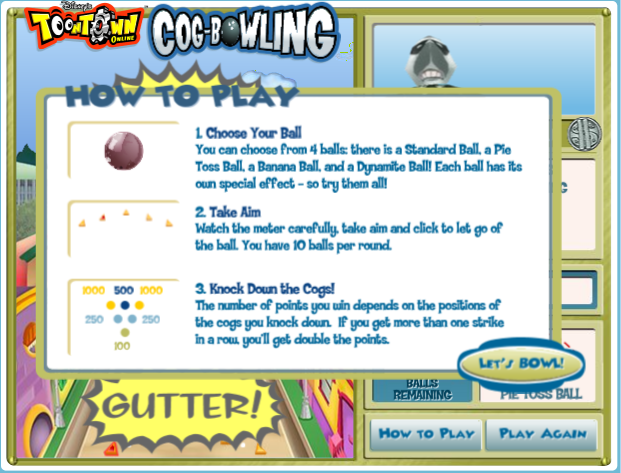 Disney's
TOONTOWN
ONLINE
COG-BOWLING
HOW TO PLAY
1. Choose Your Ball
You can choose from 4 balls: there is a Standard Ball, a Pie
Toss Ball, a Banana Ball, and a Dynamite Ball! Each ball has its
own special effect - so try them all!
2. Take Aim
Watch the meter carefully, take aim and click to let go of
the ball. You have 10 balls per round.
1000 500 1000
250 250
100
3. Knock Down the Cogs!
The number of points you win depends on the positions of
the cogs you knock down. If you get more than one strike
in a row, you'll get double the points.
LET'S BOWL!
GUTTER!
BALLS
REMAINING
PIE TOSS BALL
HOW TO PLAY
PLAY AGAIN